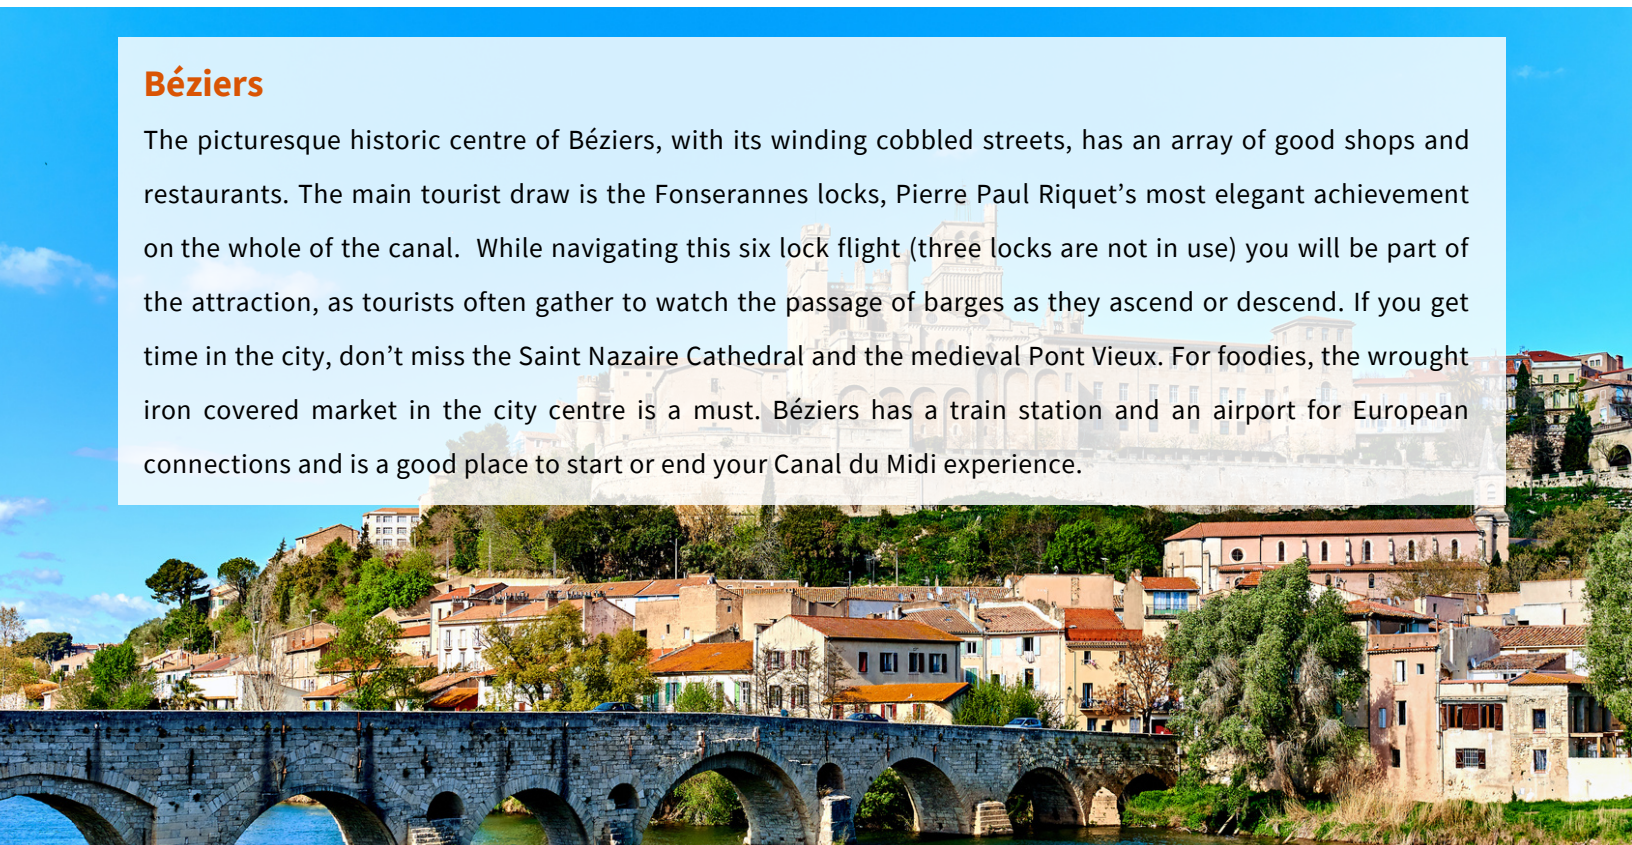 Béziers
The picturesque historic centre of Béziers, with its winding cobbled streets, has an array of good shops and
restaurants. The main tourist draw is the Fonserannes locks, Pierre Paul Riquet’s most elegant achievement
on the whole of the canal.  While navigating this six lock flight (three locks are not in use) you will be part of
the attraction, as tourists often gather to watch the passage of barges as they ascend or descend. If you get
time in the city, don’t miss the Saint Nazaire Cathedral and the medieval Pont Vieux. For foodies, the wrought
iron covered market in the city centre is a must. Béziers has a train station and an airport for European
connections and is a good place to start or end your Canal du Midi experience.